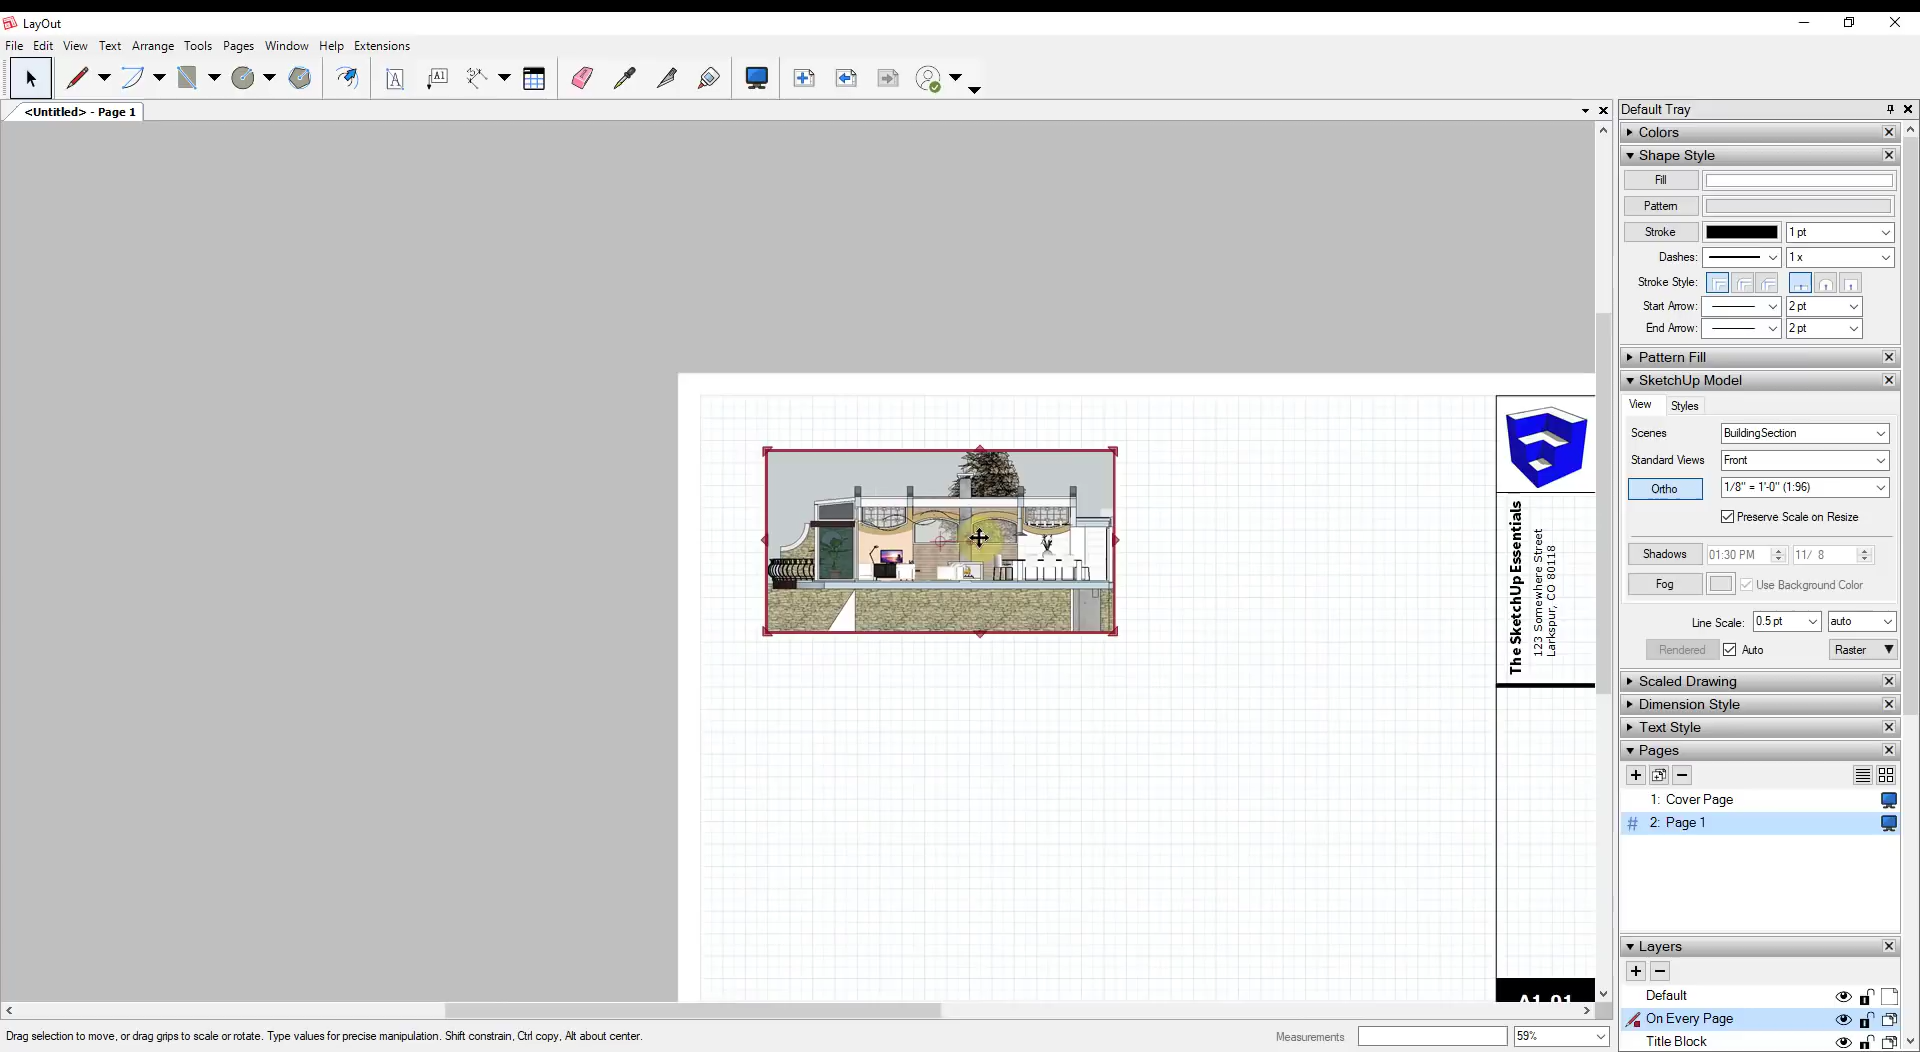 LayOut
File Edit View Text Arrange Tools Pages Window Help Extensions
A A1
<Untitled> - Page 1
Default Tray
Colors
Shape Style
Fill
Pattern
Stroke 1 pt
Dashes: 1 x
Stroke Style:
Start Arrow: 2 pt
End Arrow: 2 pt
Pattern Fill
SketchUp Model
View Styles
Scenes BuildingSection
Standard Views Front
Ortho 1/8" = 1'-0" (1:96)
Preserve Scale on Resize
Shadows 01:30 PM 11/ 8
Fog Use Background Color
Line Scale: 0.5 pt auto
Rendered Auto Raster
Scaled Drawing
Dimension Style
Text Style
Pages
1: Cover Page
# 2: Page 1
Layers
Default
On Every Page
Title Block
The SketchUp Essentials
123 Somewhere Street
Larkspur, CO 80118
A1.01
Drag selection to move, or drag grips to scale or rotate. Type values for precise manipulation. Shift constrain, Ctrl copy, Alt about center.
Measurements 59%